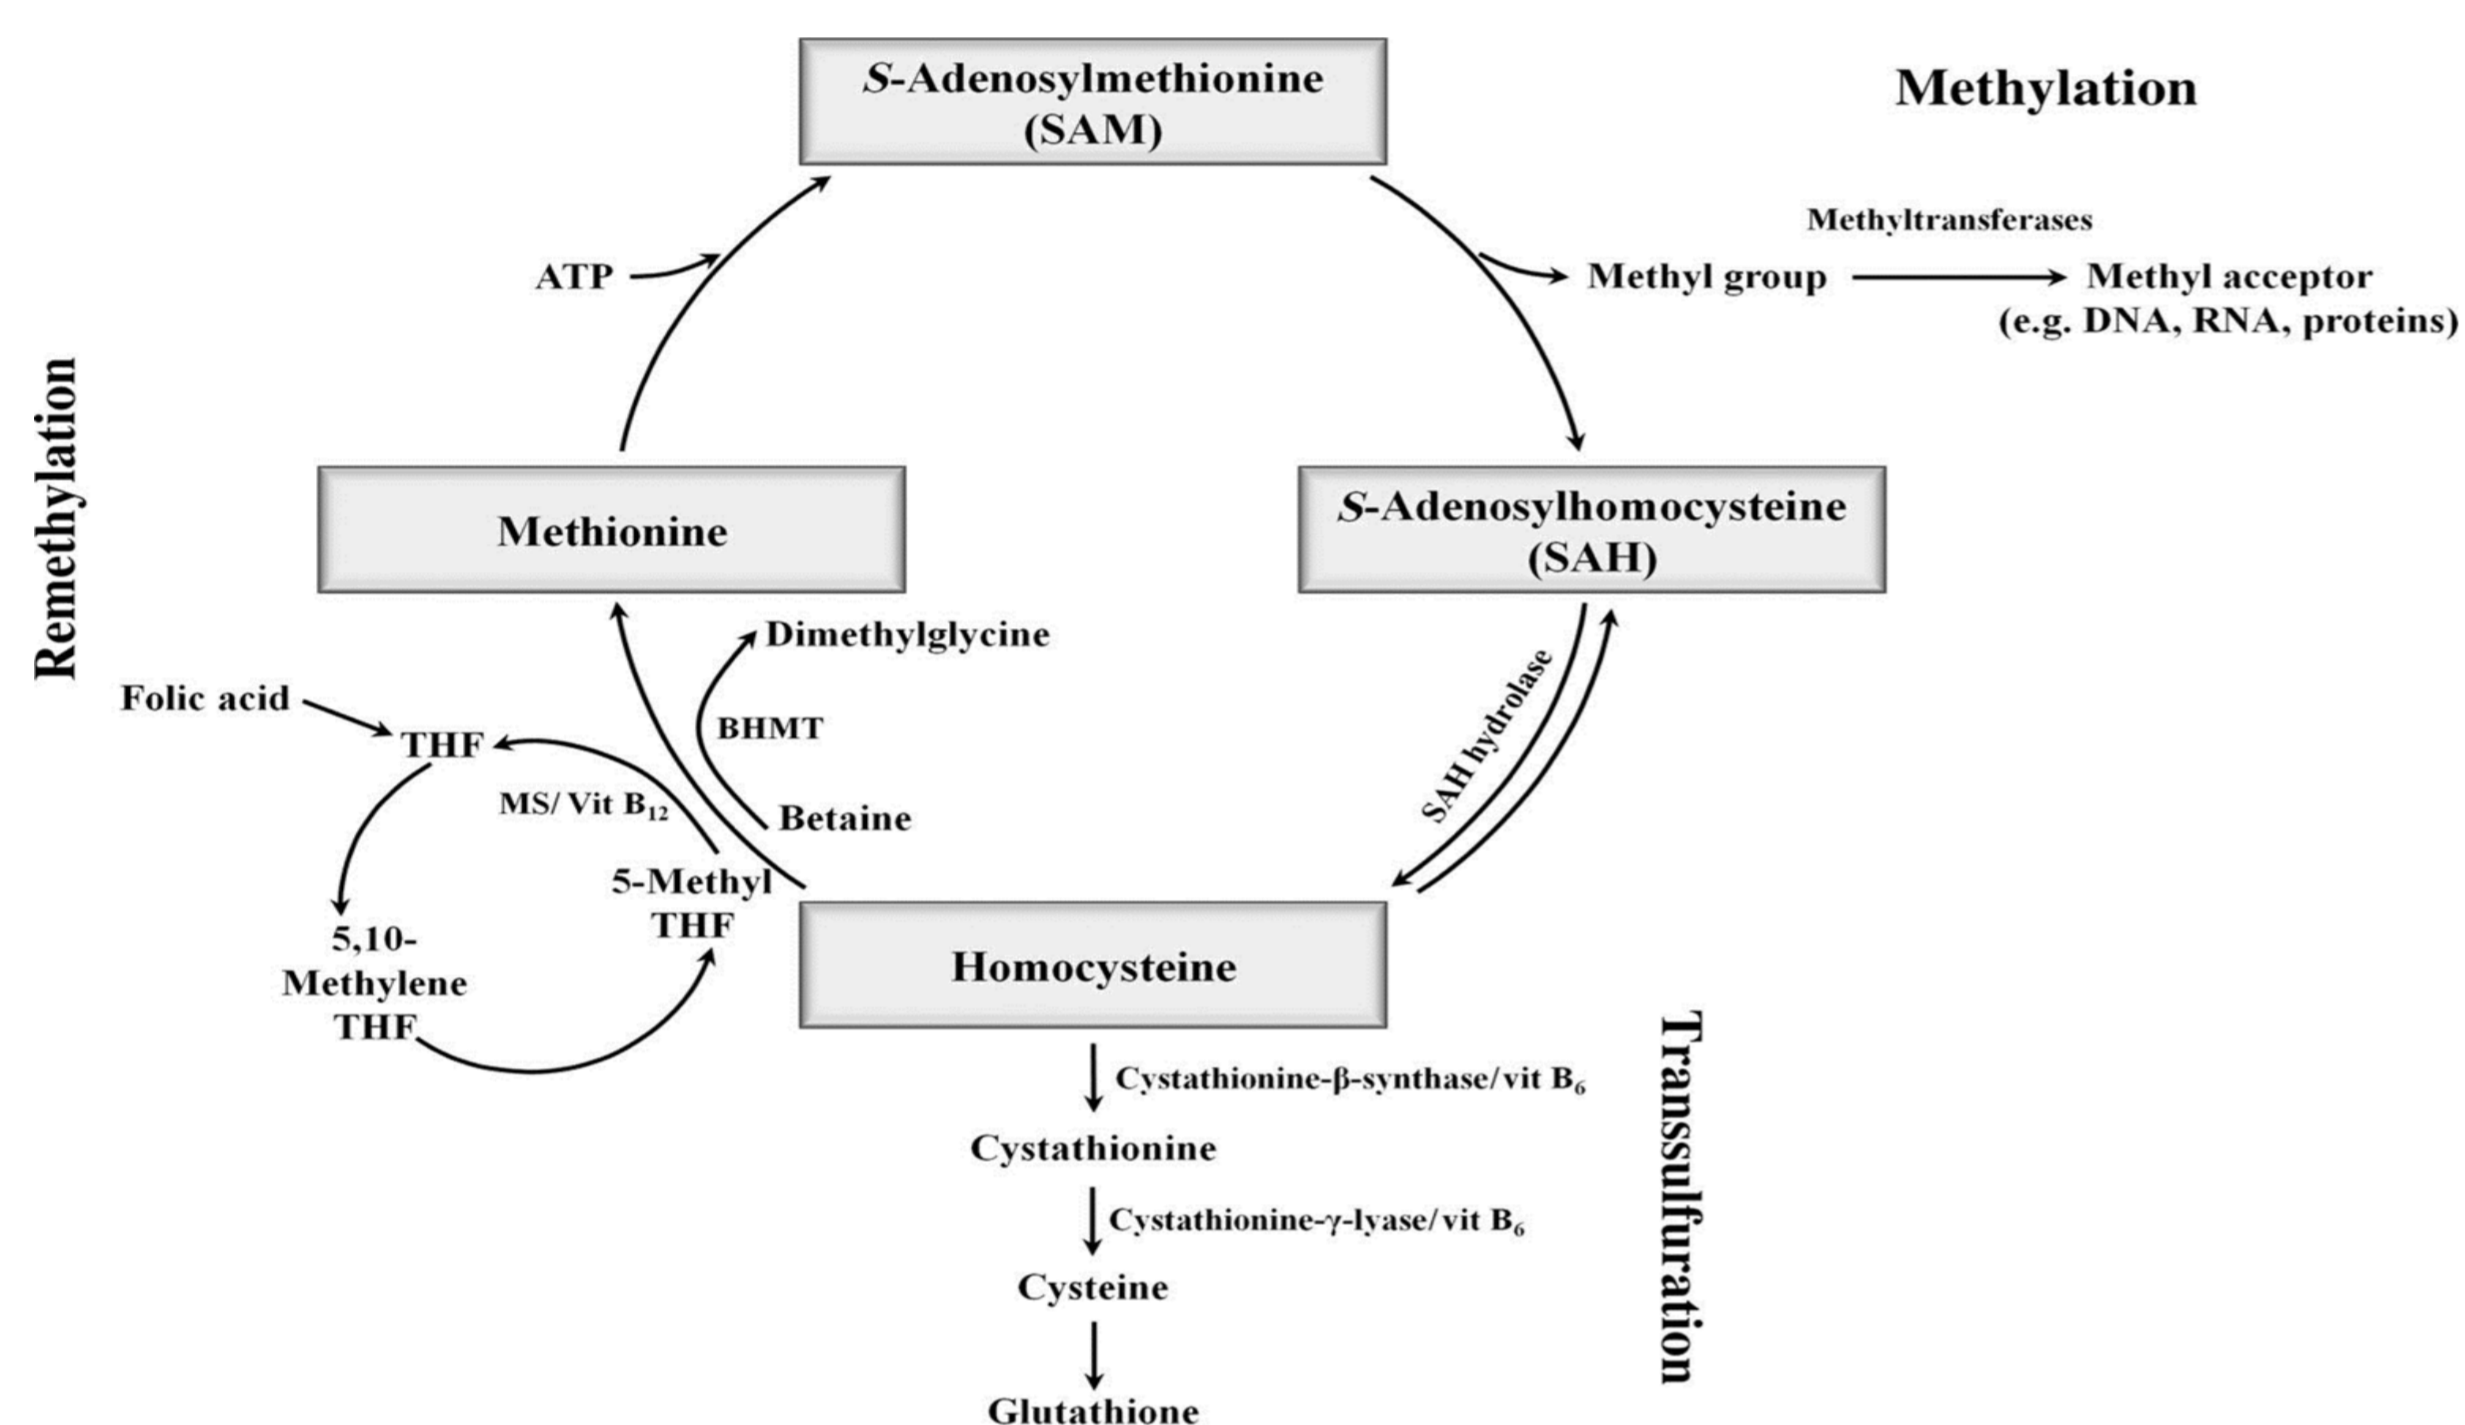 S-Adenosylmethionine
(SAM)
Methylation
Methyltransferases
ATP
Methyl group
Methyl acceptor
(e.g. DNA, RNA, proteins)
Remethylation
Methionine
S-Adenosylhomocysteine
(SAH)
Dimethylglycine
Folic acid
THF
BHMT
SAH hydrolase
MS/ Vit B₁₂
Betaine
5-Methyl
THF
5,10-
Methylene
THF
Homocysteine
Transsulfuration
Cystathionine-β-synthase/vit B₆
Cystathionine
Cystathionine-γ-lyase/vit B₆
Cysteine
Glutathione